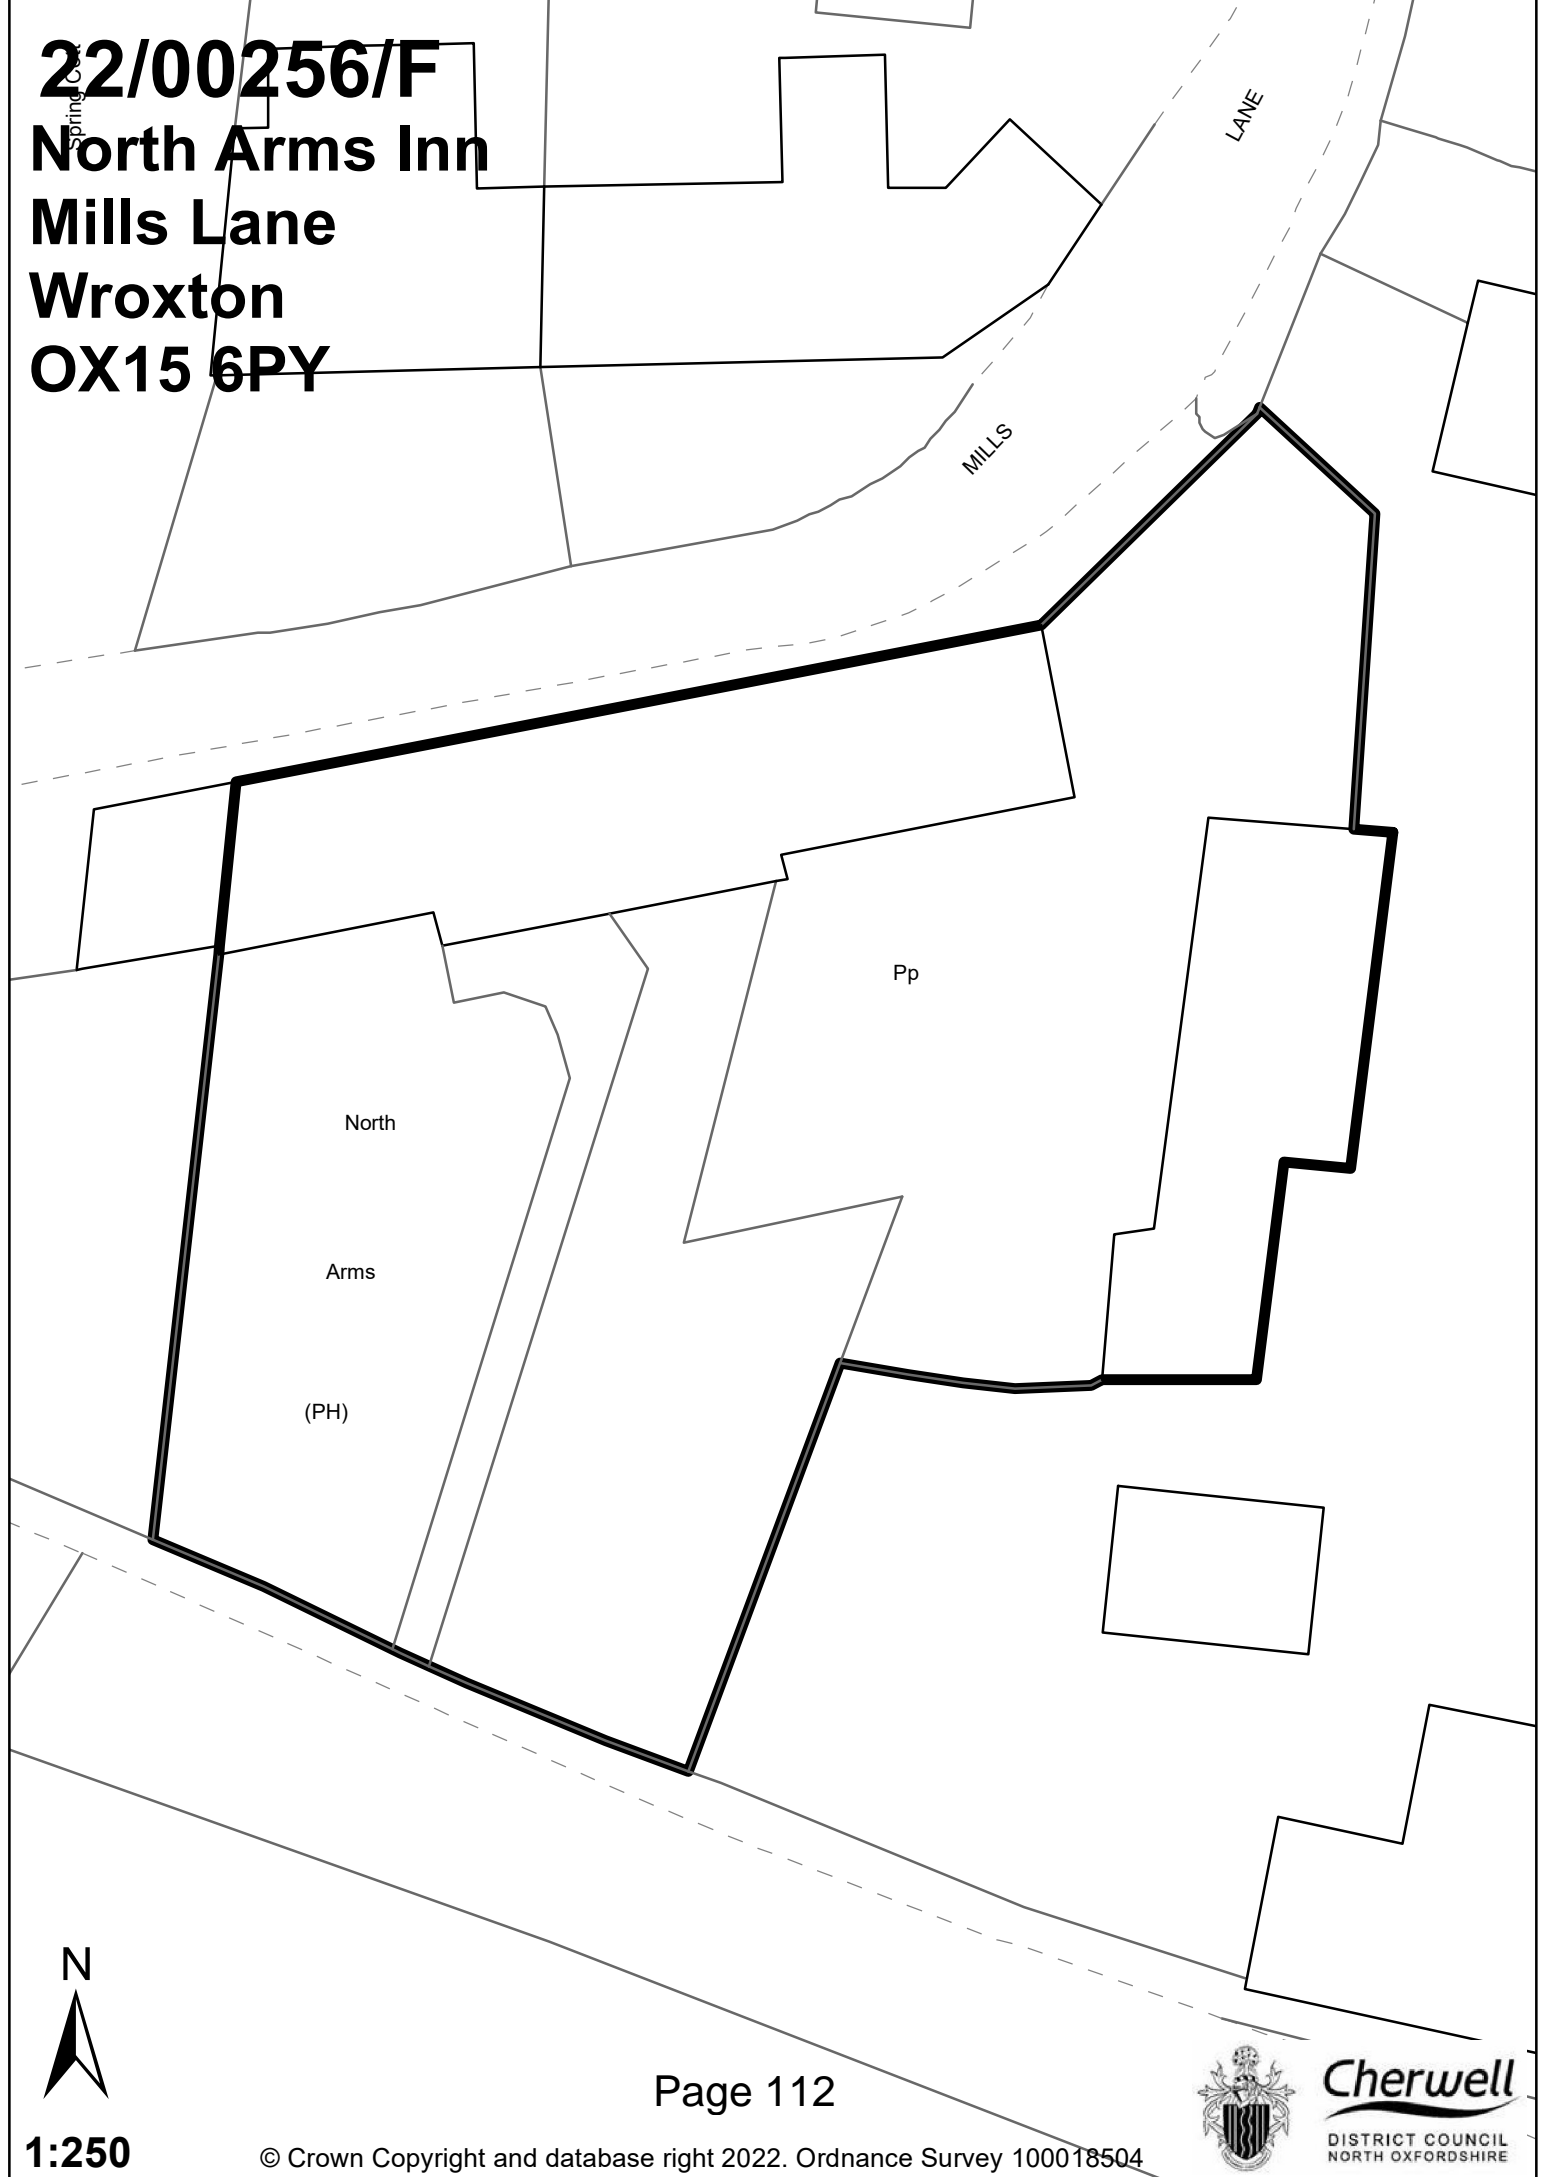 22/00256/F
North Arms Inn
Mills Lane
Wroxton
OX15 6PY
Spring
LANE
MILLS
Pp
North
Arms
(PH)
N
1:250
Page 112
© Crown Copyright and database right 2022. Ordnance Survey 100018504
Cherwell
DISTRICT COUNCIL
NORTH OXFORDSHIRE